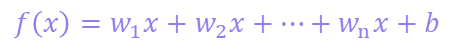 f(x) = w₁x + w₂x + ⋯ + wₙx + b